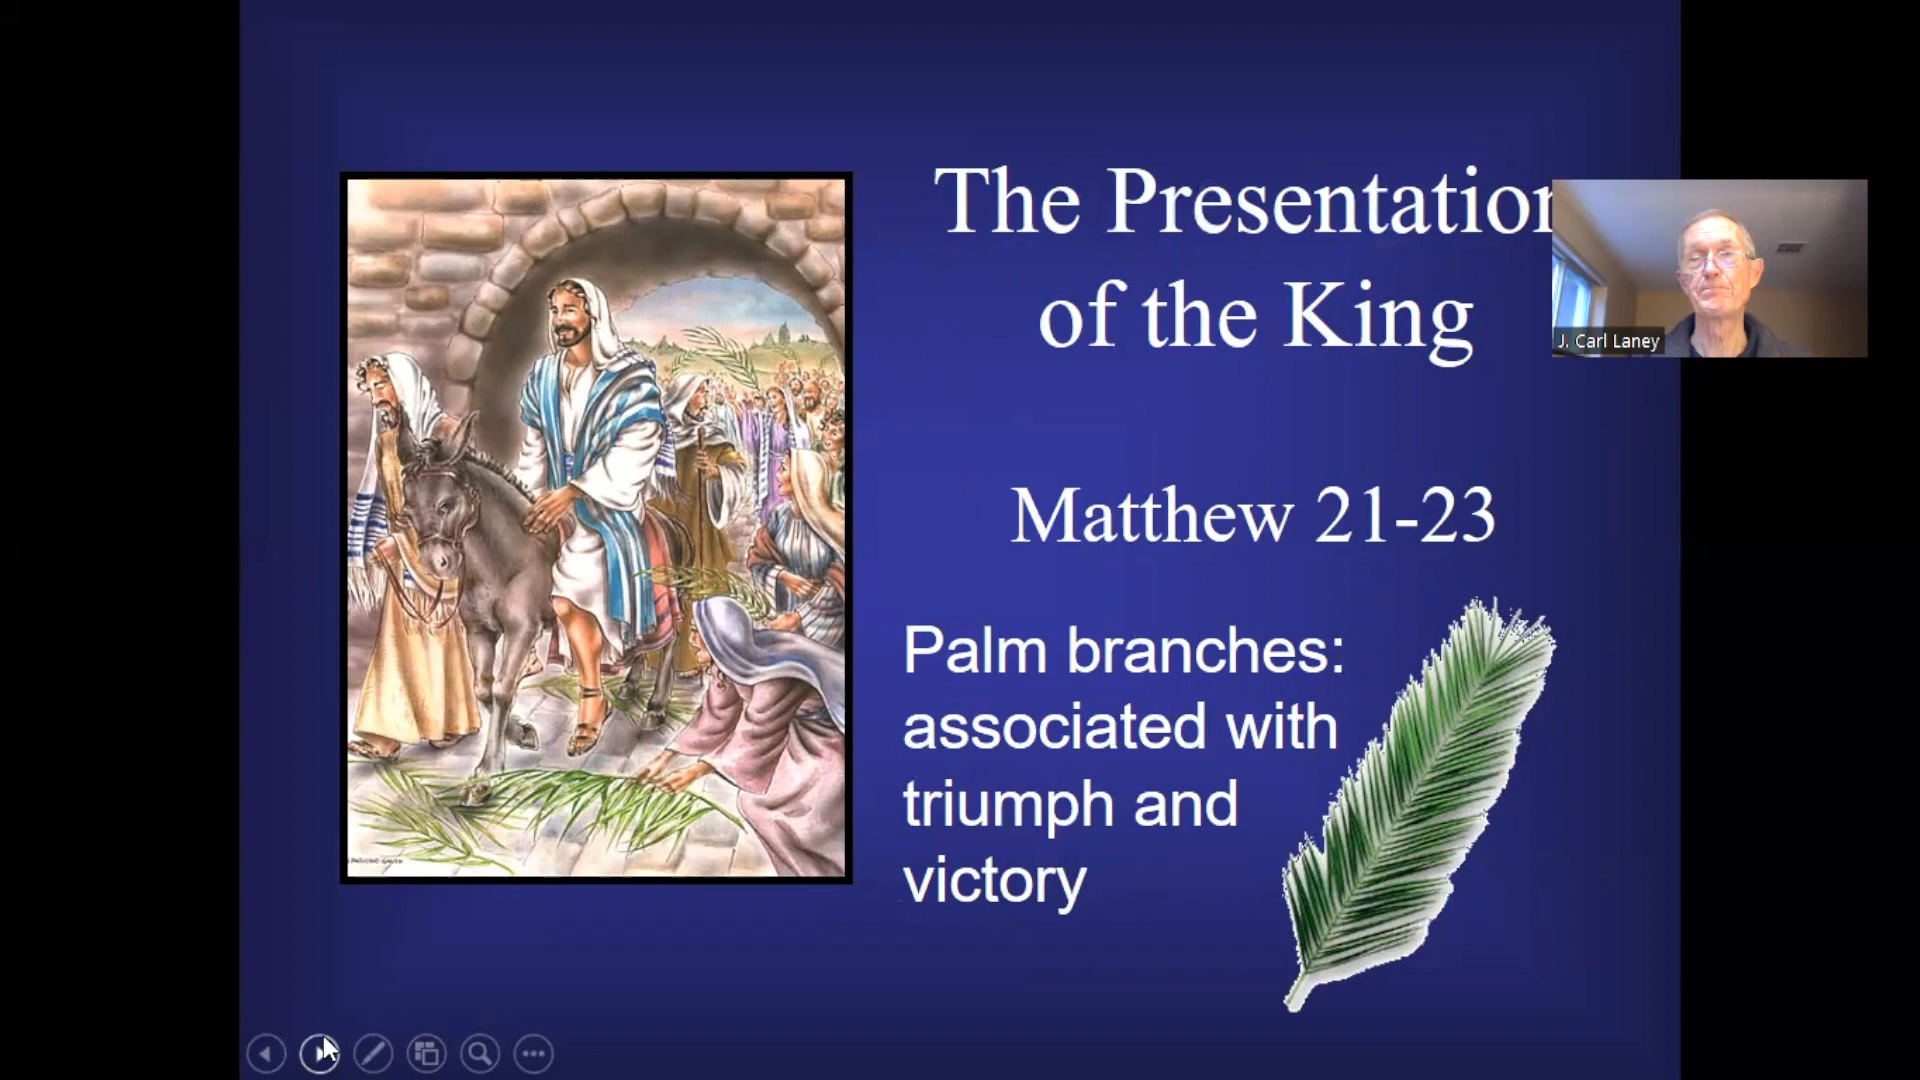 The Presentation
of the King
J. Carl Laney
Matthew 21-23
Palm branches:
associated with
triumph and
victory